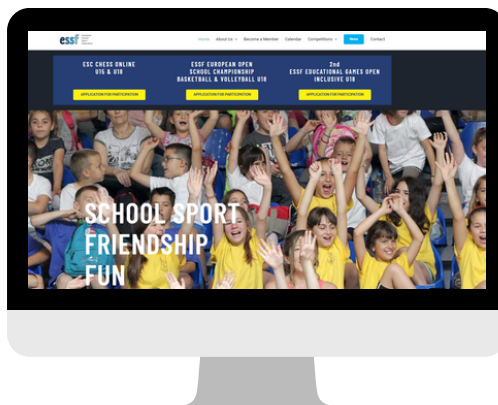 essf
Home About Us Become a Member Calendar Competitions News Contact
ESC CHESS ONLINE
U15 & U18
APPLICATION FOR PARTICIPATION
ESSF EUROPEAN OPEN
SCHOOL CHAMPIONSHIP
BASKETBALL & VOLLEYBALL U18
APPLICATION FOR PARTICIPATION
2nd
ESSF EDUCATIONAL GAMES OPEN
INCLUSIVE U18
APPLICATION FOR PARTICIPATION
SCHOOL SPORT
FRIENDSHIP
FUN